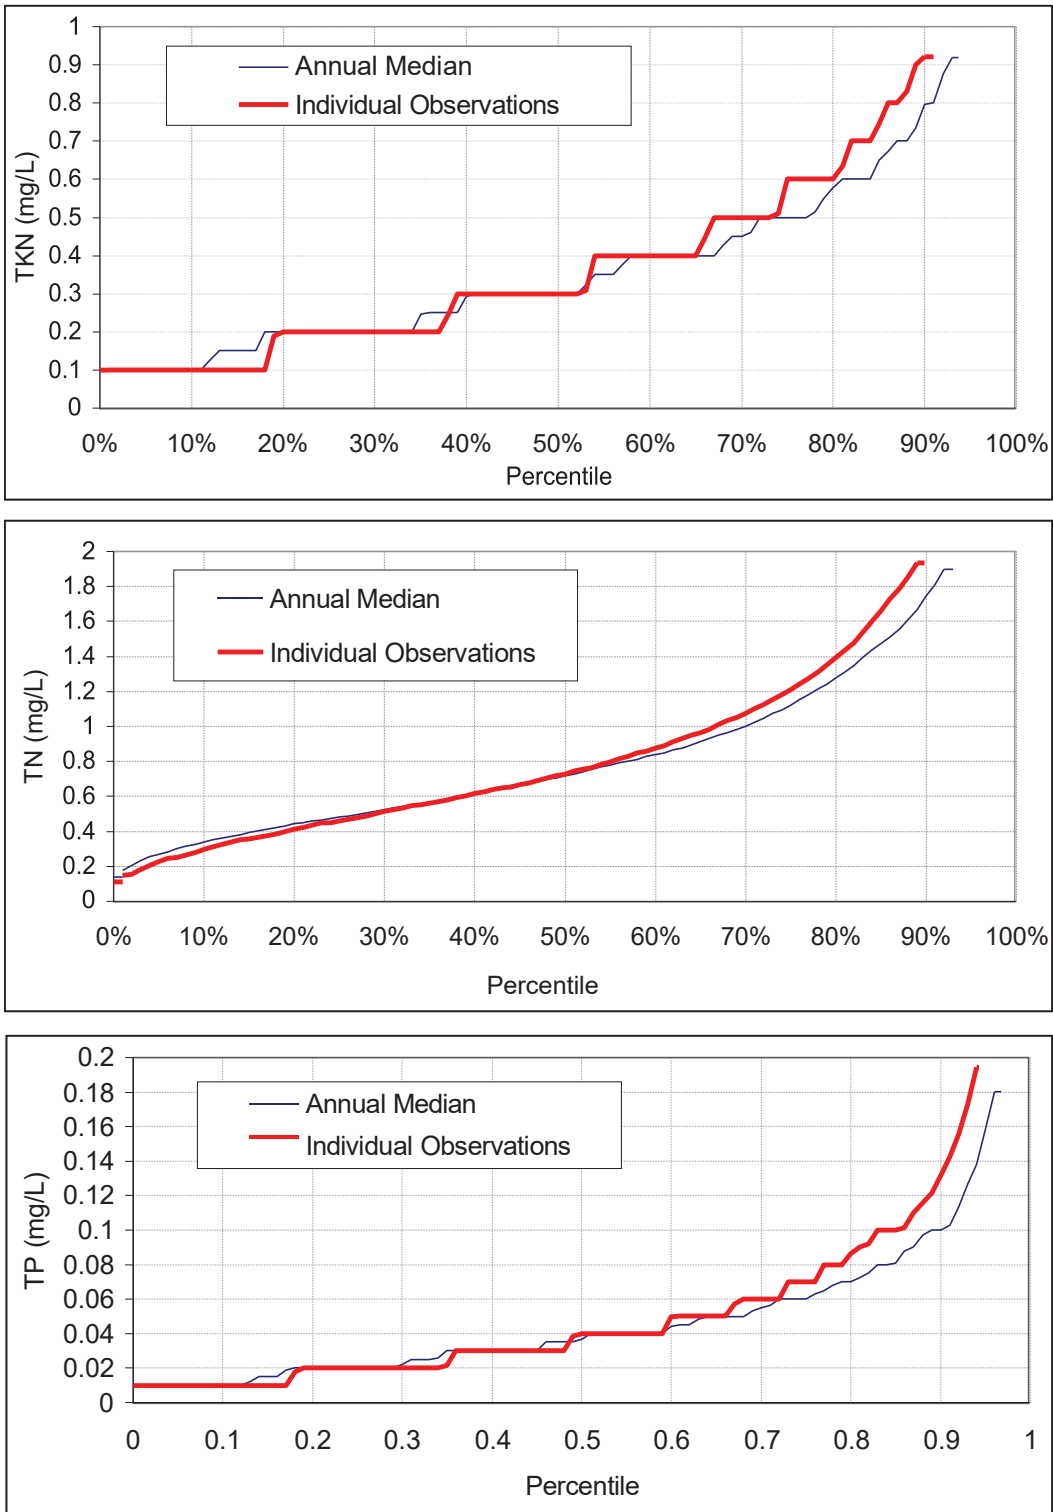 1
0.9
0.8
0.7
0.6
0.5
0.4
0.3
0.2
0.1
0
TKN (mg/L)
Annual Median
Individual Observations
0% 10% 20% 30% 40% 50% 60% 70% 80% 90% 100%
Percentile
2
1.8
1.6
1.4
1.2
1
0.8
0.6
0.4
0.2
0
TN (mg/L)
Annual Median
Individual Observations
0% 10% 20% 30% 40% 50% 60% 70% 80% 90% 100%
Percentile
0.2
0.18
0.16
0.14
0.12
0.1
0.08
0.06
0.04
0.02
0
TP (mg/L)
Annual Median
Individual Observations
0 0.1 0.2 0.3 0.4 0.5 0.6 0.7 0.8 0.9 1
Percentile